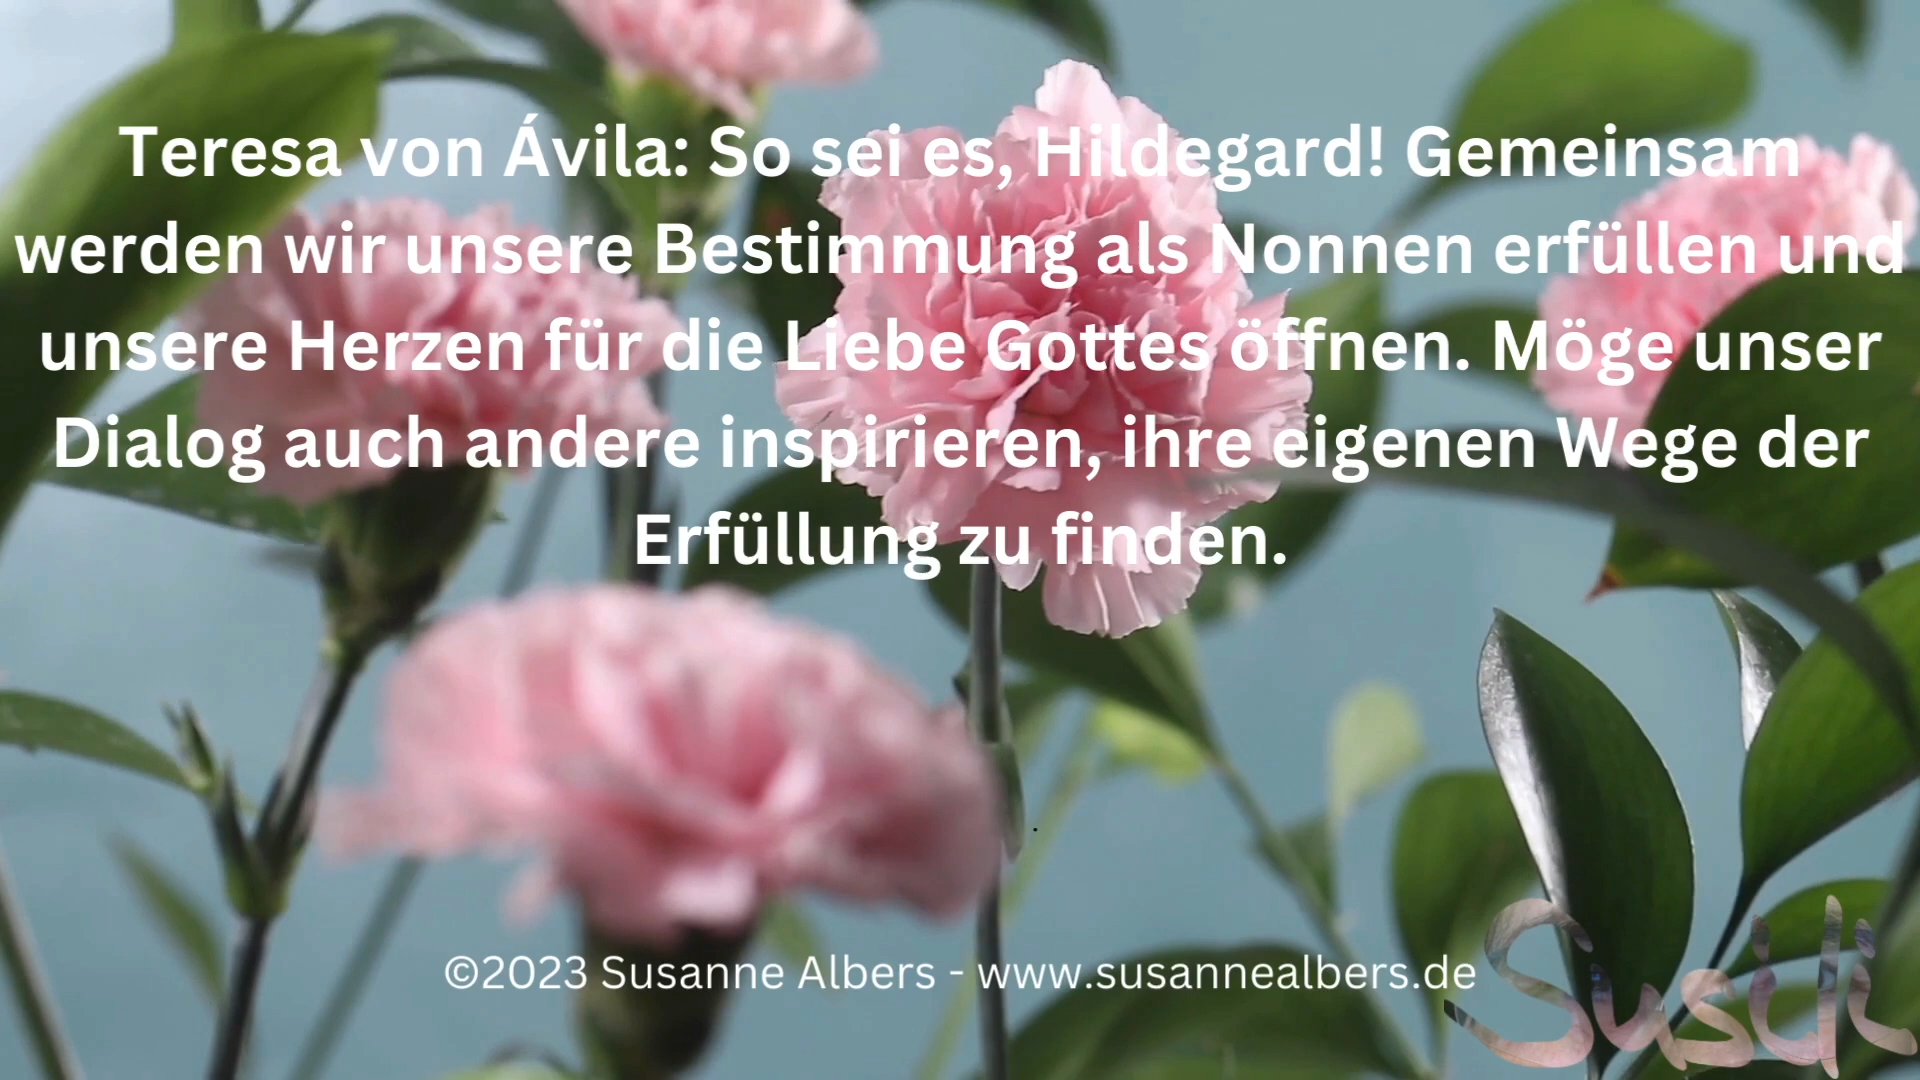 Teresa von Ávila: So sei es, Hildegard! Gemeinsam
werden wir unsere Bestimmung als Nonnen erfüllen und
unsere Herzen für die Liebe Gottes öffnen. Möge unser
Dialog auch andere inspirieren, ihre eigenen Wege der
Erfüllung zu finden.
©2023 Susanne Albers - www.susannealbers.de
Susili